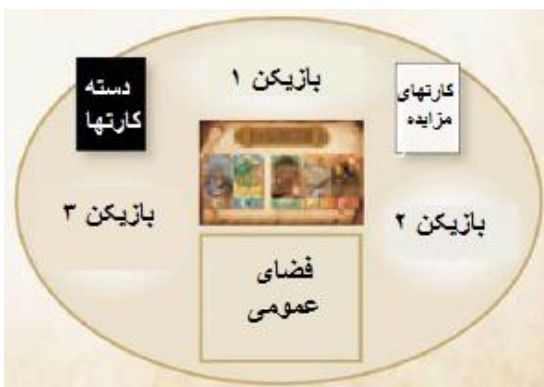 بازیکن ۱
دسته
کارتها
کارتهای
مزایده
بازیکن ۳
بازیکن ۲
فضای
عمومی